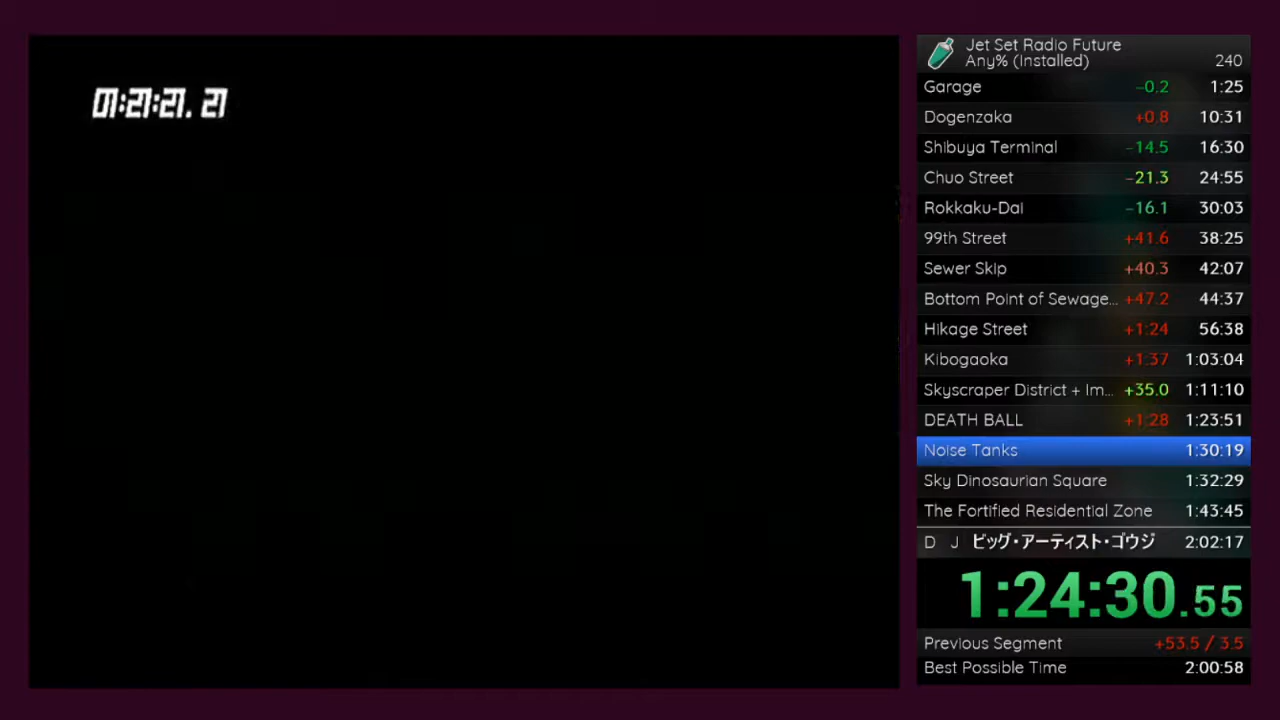 01:21:21. 21
Jet Set Radio Future
Any% (Installed) 240
Garage -0.2 1:25
Dogenzaka +0.8 10:31
Shibuya Terminal -14.5 16:30
Chuo Street -21.3 24:55
Rokkaku-Dai -16.1 30:03
99th Street +41.6 38:25
Sewer Skip +40.3 42:07
Bottom Point of Sewage... +47.2 44:37
Hikage Street +1:24 56:38
Kibogaoka +1:37 1:03:04
Skyscraper District + Im... +35.0 1:11:10
DEATH BALL +1:28 1:23:51
Noise Tanks 1:30:19
Sky Dinosaurian Square 1:32:29
The Fortified Residential Zone 1:43:45
D J ビッグ・アーティスト・ゴウジ 2:02:17
1:24:30.55
Previous Segment +53.5 / 3.5
Best Possible Time 2:00:58